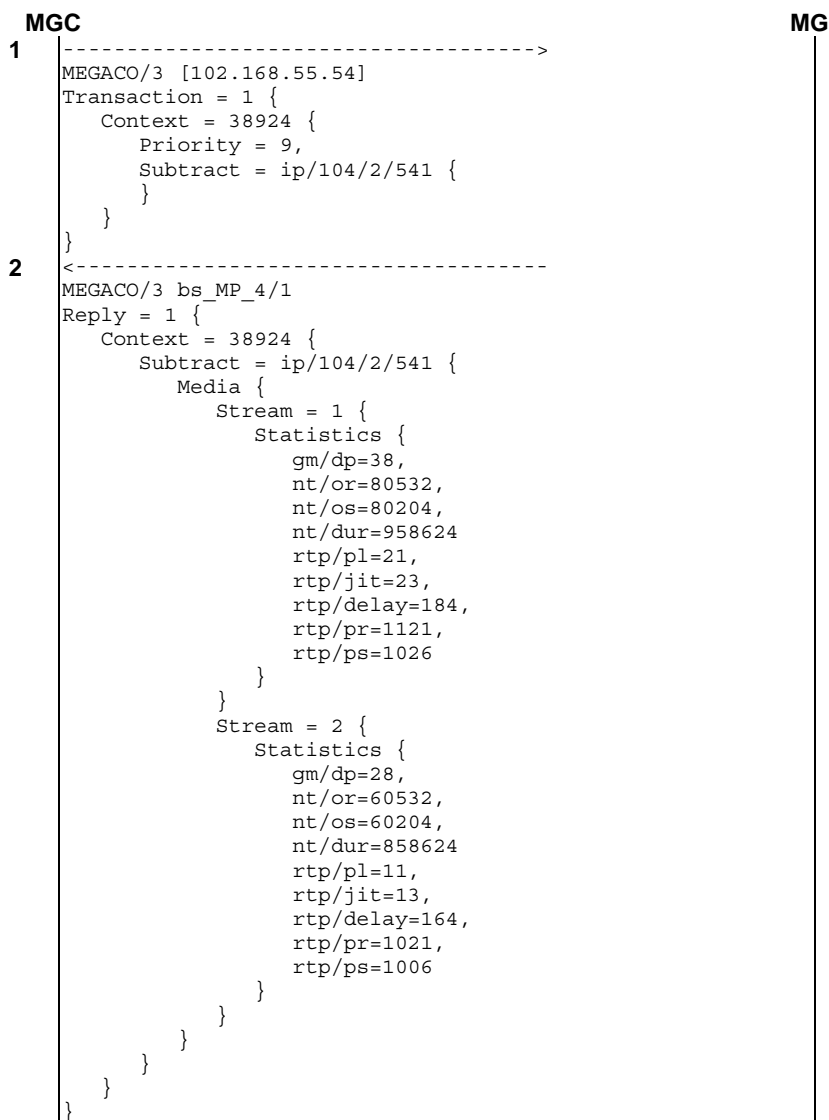 MGC MG
1 ------------------------------------->
MEGACO/3 [102.168.55.54]
Transaction = 1 {
   Context = 38924 {
      Priority = 9,
      Subtract = ip/104/2/541 {
      }
   }
}
2 <-------------------------------------
MEGACO/3 bs_MP_4/1
Reply = 1 {
   Context = 38924 {
      Subtract = ip/104/2/541 {
         Media {
            Stream = 1 {
               Statistics {
                  gm/dp=38,
                  nt/or=80532,
                  nt/os=80204,
                  nt/dur=958624
                  rtp/pl=21,
                  rtp/jit=23,
                  rtp/delay=184,
                  rtp/pr=1121,
                  rtp/ps=1026
               }
            }
            Stream = 2 {
               Statistics {
                  gm/dp=28,
                  nt/or=60532,
                  nt/os=60204,
                  nt/dur=858624
                  rtp/pl=11,
                  rtp/jit=13,
                  rtp/delay=164,
                  rtp/pr=1021,
                  rtp/ps=1006
               }
            }
         }
      }
   }
}